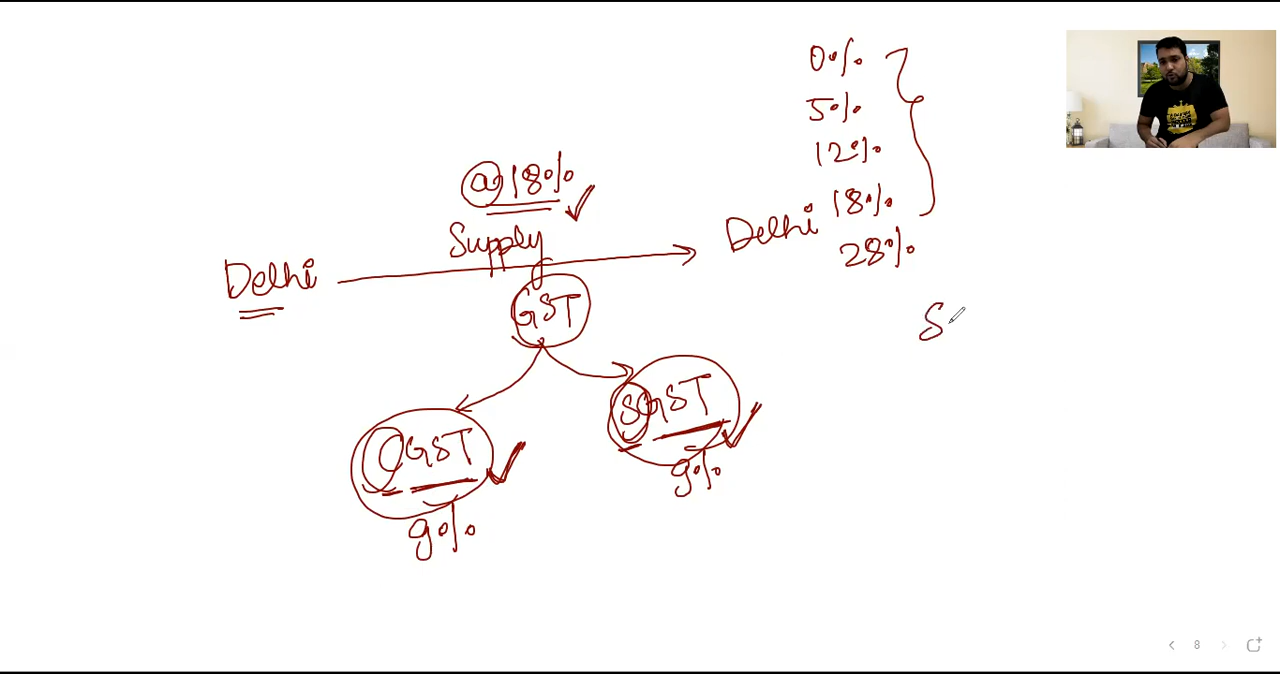 0%
5%
12%
@18%
18%
Delhi
Supply
28%
Delhi
GST
S
SGST
CGST
9%
9%
8